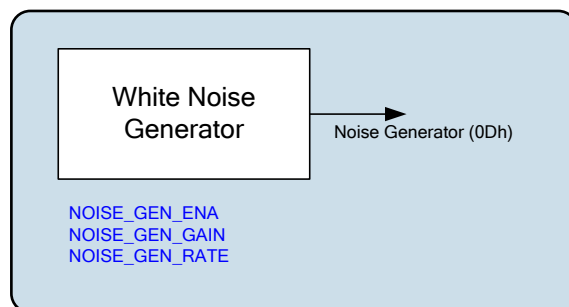 White Noise
Generator
Noise Generator (0Dh)
NOISE_GEN_ENA
NOISE_GEN_GAIN
NOISE_GEN_RATE